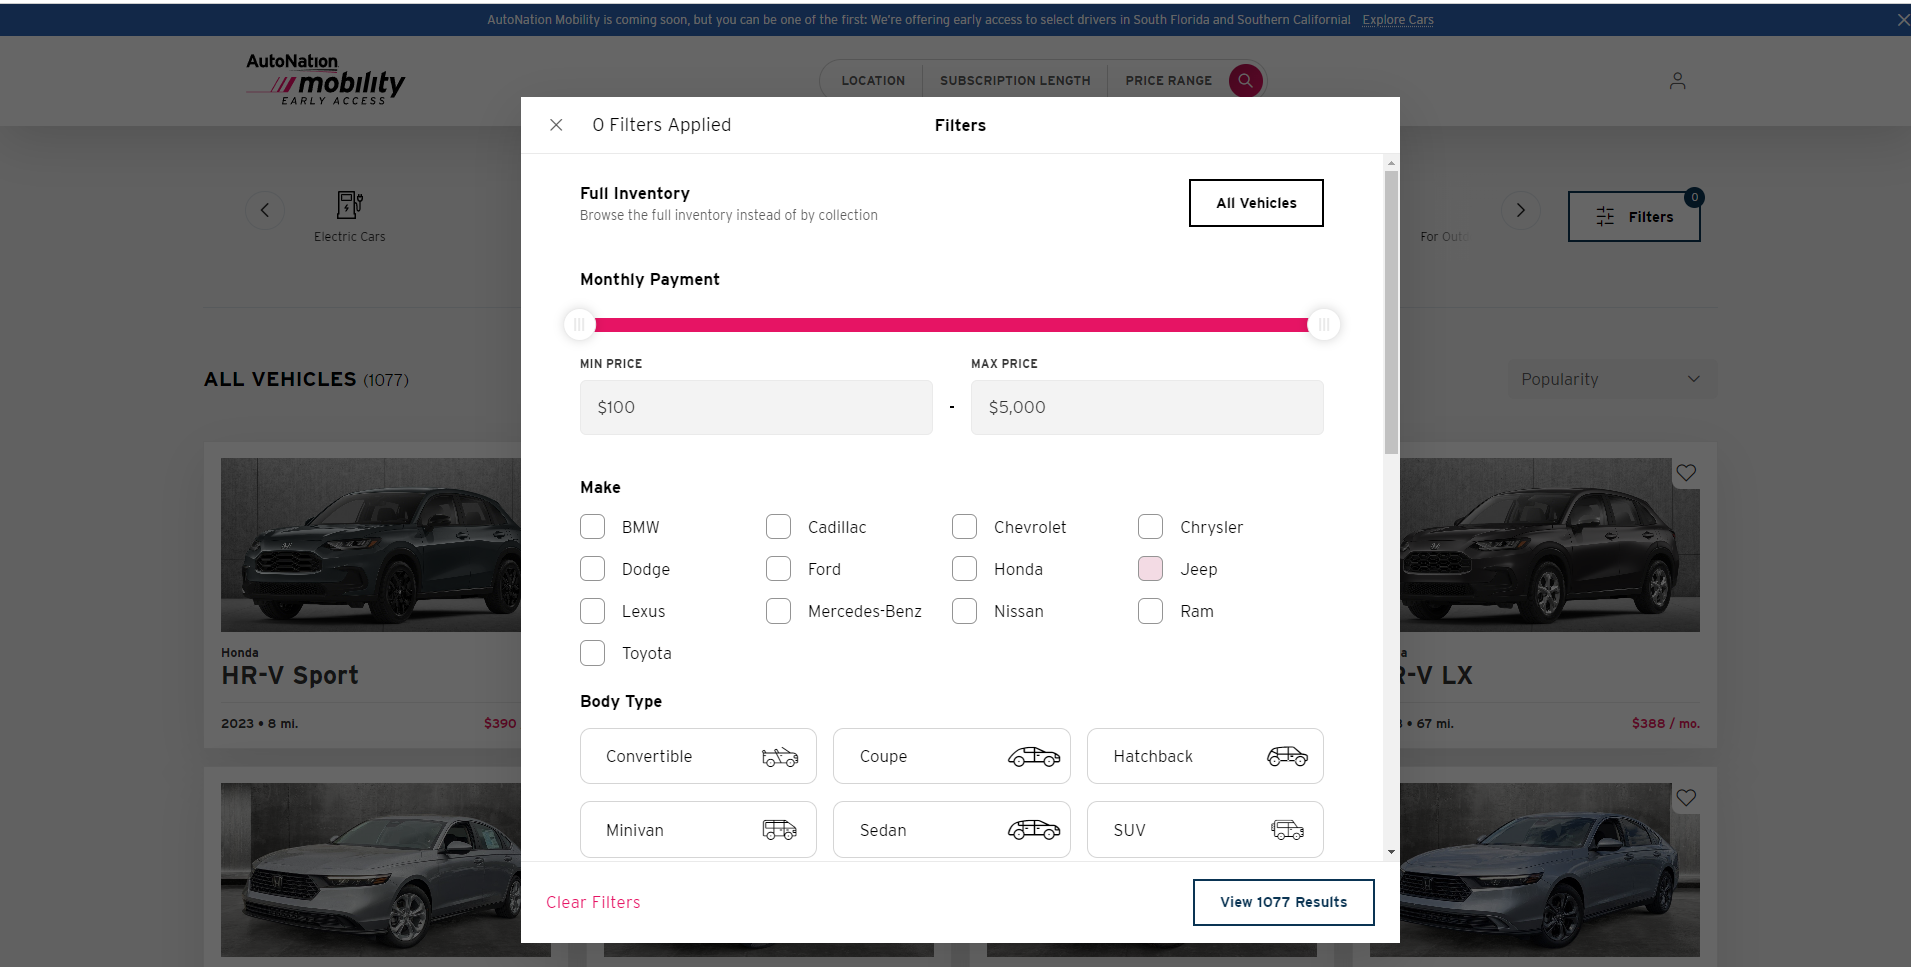 AutoNation Mobility is coming soon, but you can be one of the first: We're offering early access to select drivers in South Florida and Southern California! Explore Cars
AutoNation
mobility
EARLY ACCESS
LOCATION
SUBSCRIPTION LENGTH
PRICE RANGE
0 Filters Applied
Filters
Full Inventory
Browse the full inventory instead of by collection
All Vehicles
Electric Cars
For Outd
0
Filters
Monthly Payment
MIN PRICE
MAX PRICE
$100
-
$5,000
ALL VEHICLES (1077)
Popularity
Make
BMW
Cadillac
Chevrolet
Chrysler
Dodge
Ford
Honda
Jeep
Lexus
Mercedes-Benz
Nissan
Ram
Toyota
Body Type
Convertible
Coupe
Hatchback
Minivan
Sedan
SUV
Clear Filters
View 1077 Results
Honda
HR-V Sport
2023 • 8 mi.
$390
a
R-V LX
• 67 mi.
$388 / mo.